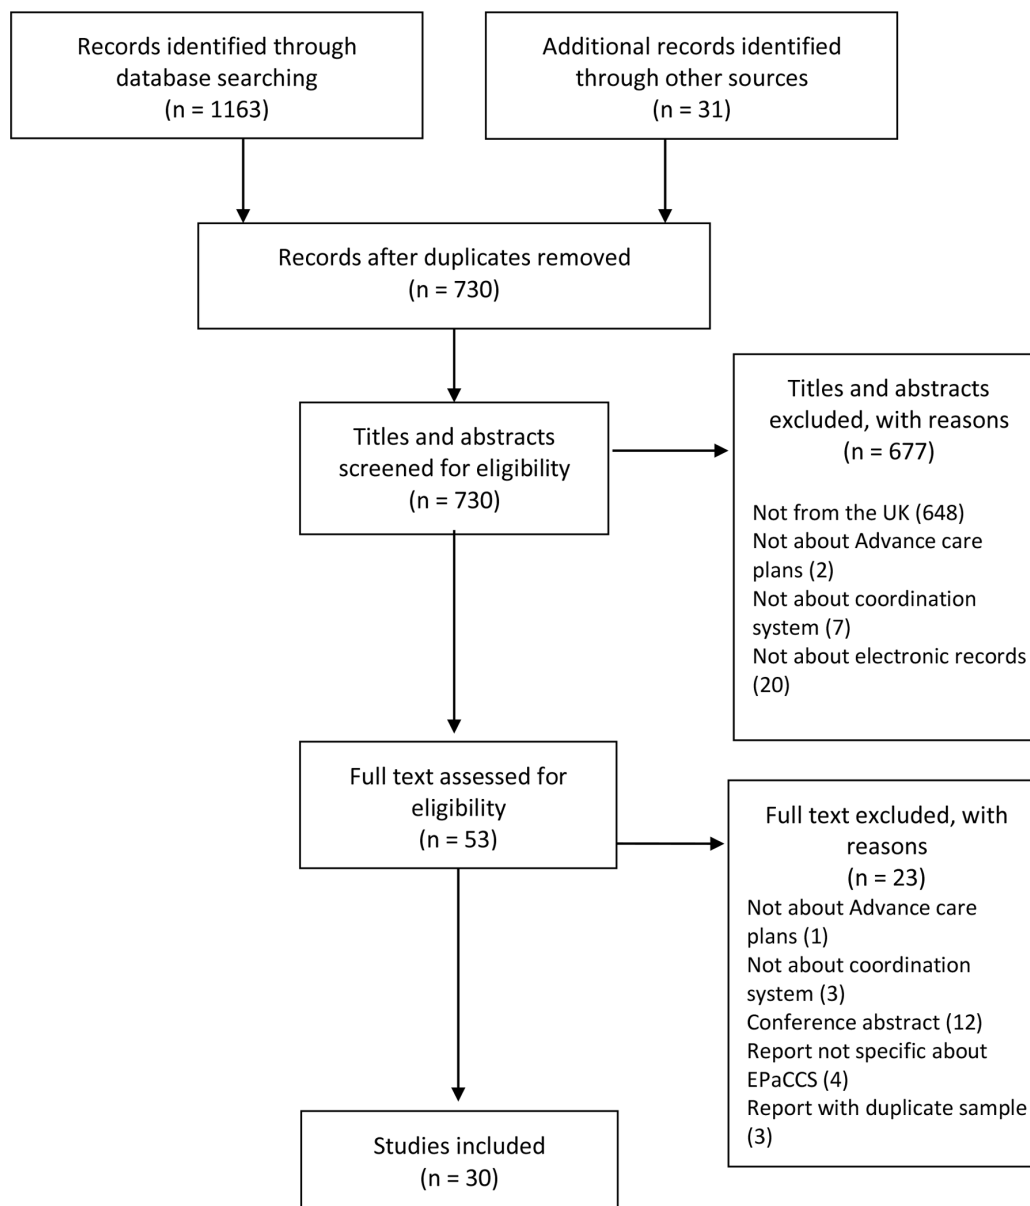 Records identified through
database searching
(n = 1163)
Additional records identified
through other sources
(n = 31)
Records after duplicates removed
(n = 730)
Titles and abstracts
screened for eligibility
(n = 730)
Titles and abstracts
excluded, with reasons
(n = 677)
Not from the UK (648)
Not about Advance care
plans (2)
Not about coordination
system (7)
Not about electronic records
(20)
Full text assessed for
eligibility
(n = 53)
Full text excluded, with
reasons
(n = 23)
Not about Advance care
plans (1)
Not about coordination
system (3)
Conference abstract (12)
Report not specific about
EPaCCS (4)
Report with duplicate sample
(3)
Studies included
(n = 30)